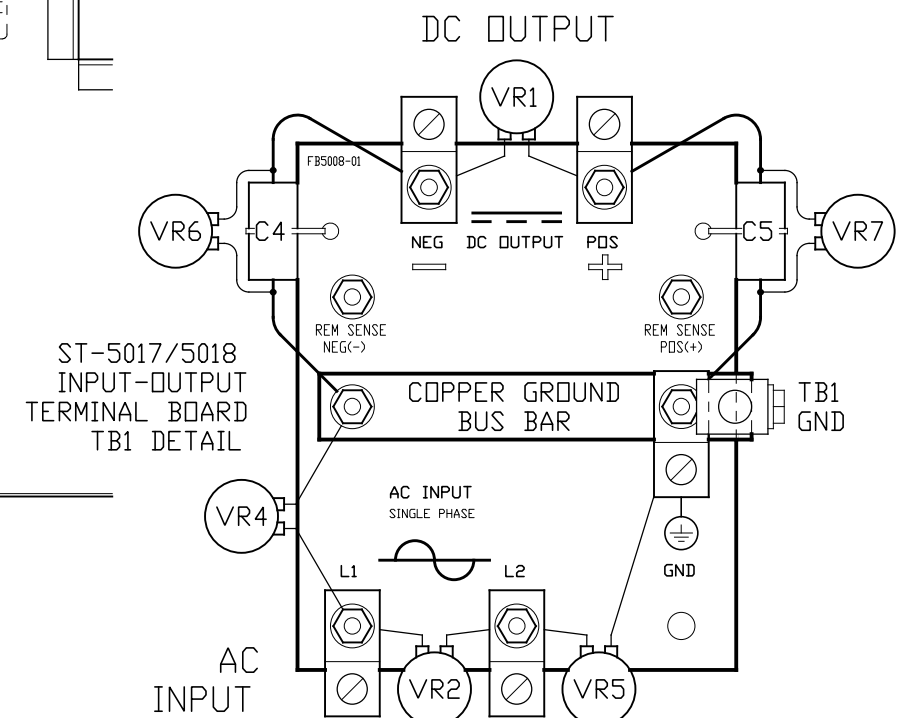 DC OUTPUT
VR1
FB5008-01
VR6
C4
C5
VR7
NEG
DC OUTPUT
POS
REM SENSE
NEG(-)
REM SENSE
POS(+)
ST-5017/5018
INPUT-OUTPUT
TERMINAL BOARD
TB1 DETAIL
COPPER GROUND
BUS BAR
TB1
GND
AC INPUT
SINGLE PHASE
VR4
GND
L1
L2
AC
INPUT
VR2
VR5